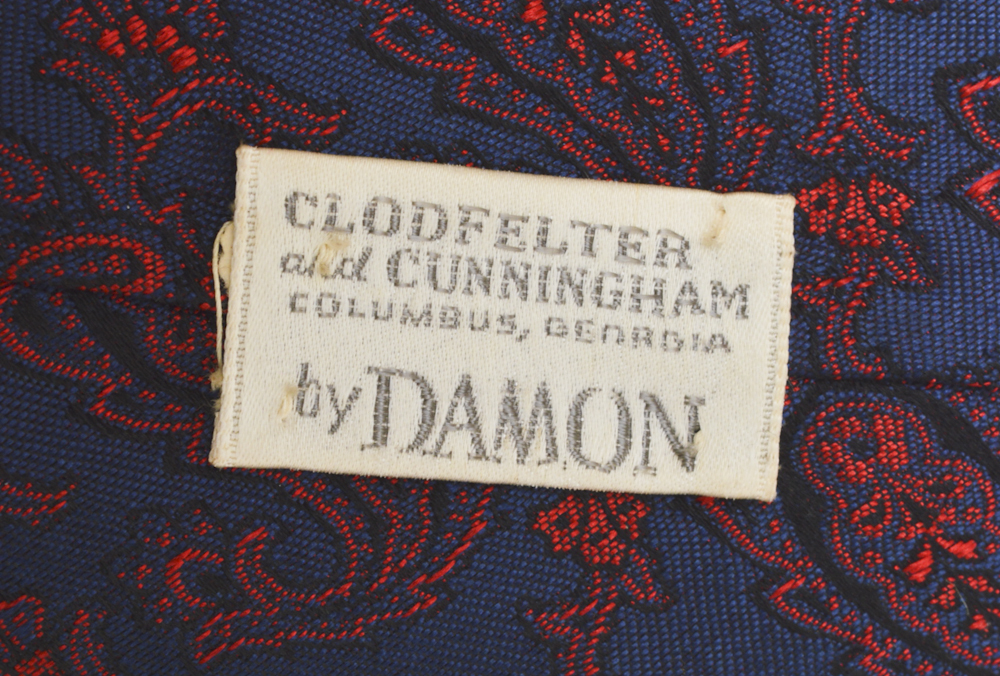 CLODFELTER
and CUNNINGHAM
COLUMBUS, GEORGIA
by DAMON